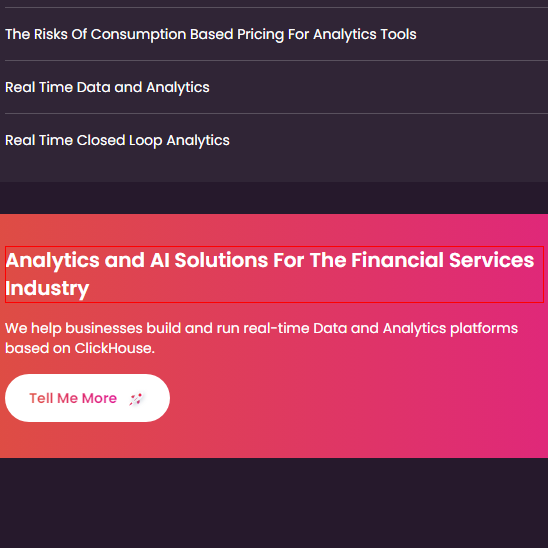 The Risks Of Consumption Based Pricing For Analytics Tools
Real Time Data and Analytics
Real Time Closed Loop Analytics
Analytics and AI Solutions For The Financial Services
Industry
We help businesses build and run real-time Data and Analytics platforms
based on ClickHouse.
Tell Me More